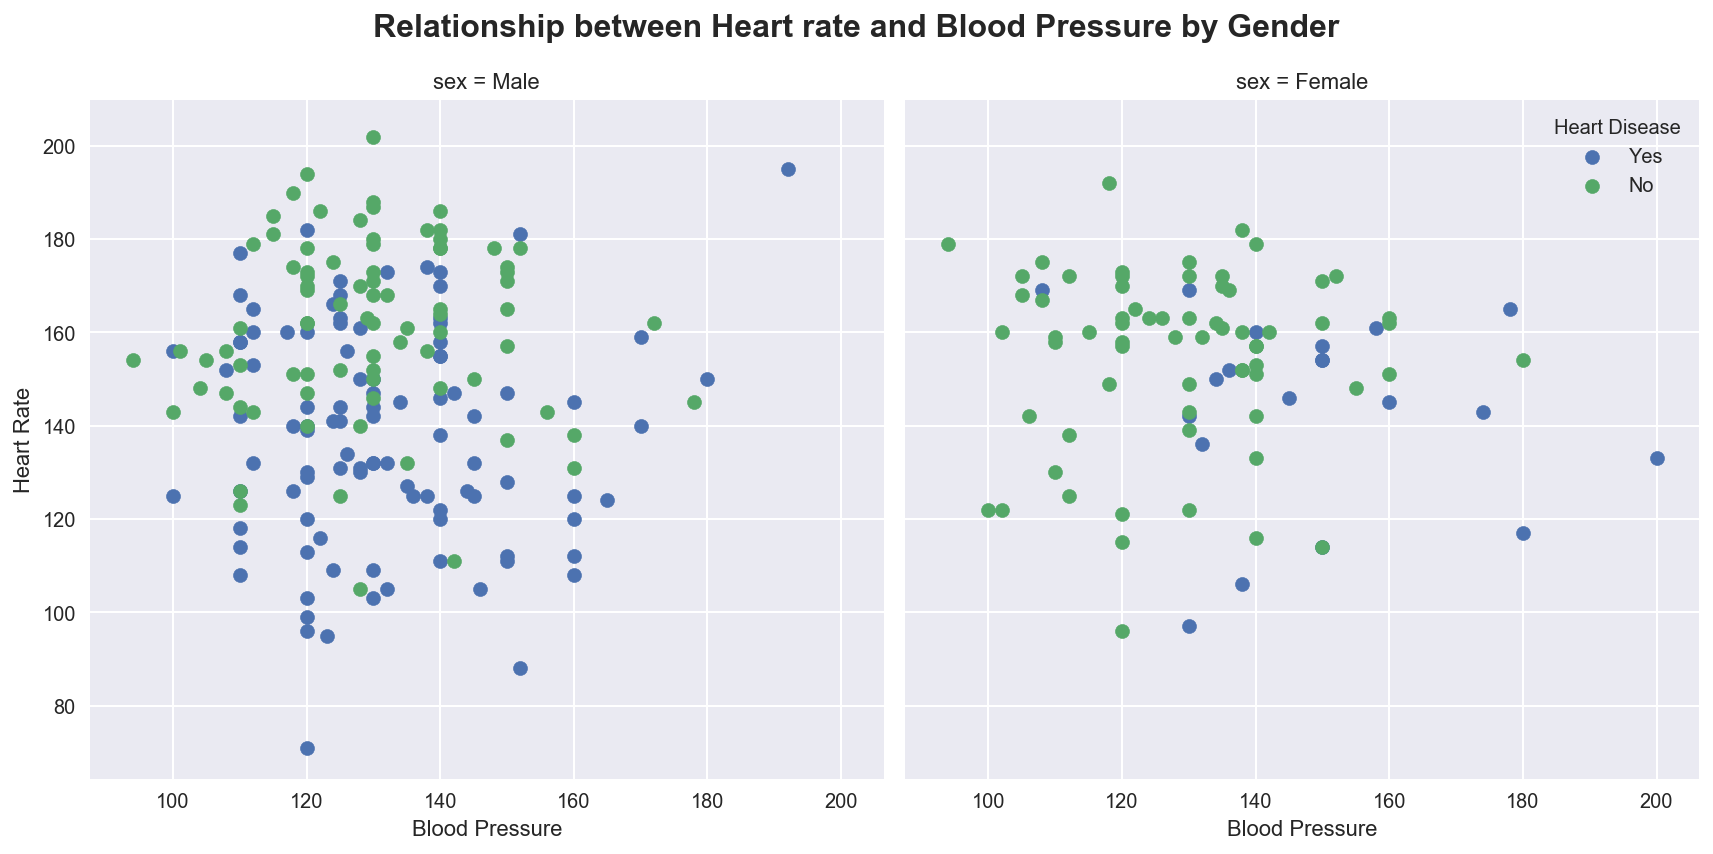 Relationship between Heart rate and Blood Pressure by Gender
sex = Male
sex = Female
Heart Disease
Yes
No
Heart Rate
200
180
160
140
120
100
80
100 120 140 160 180 200
100 120 140 160 180 200
Blood Pressure
Blood Pressure